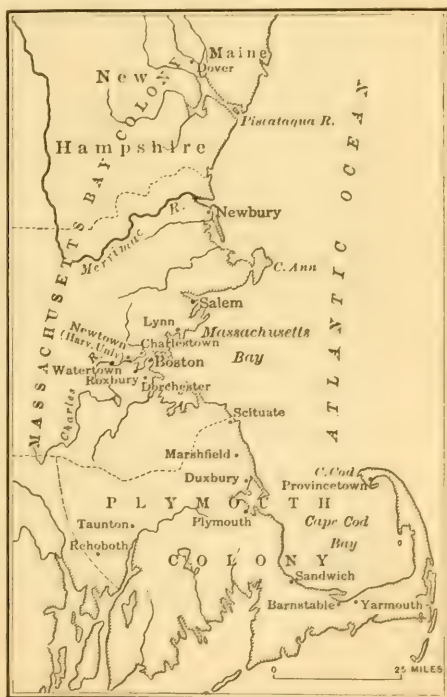 Maine
New
Dover
Piscataqua R.
Hampshire
MASSACHUSETTS BAY COLONY
ATLANTIC OCEAN
Newbury
Merrimac R.
C. Ann
Salem
Lynn
Massachusetts
Bay
Charlestown
Newtown
(Harv. Univ.)
Boston
Watertown
Roxbury
Dorchester
Charles R.
Scituate
Marshfield
C. Cod
Provincetown
Duxbury
PLYMOUTH
Taunton
Plymouth
Cape Cod
Bay
Rehoboth
COLONY
Sandwich
Barnstable
Yarmouth
0 25 MILES